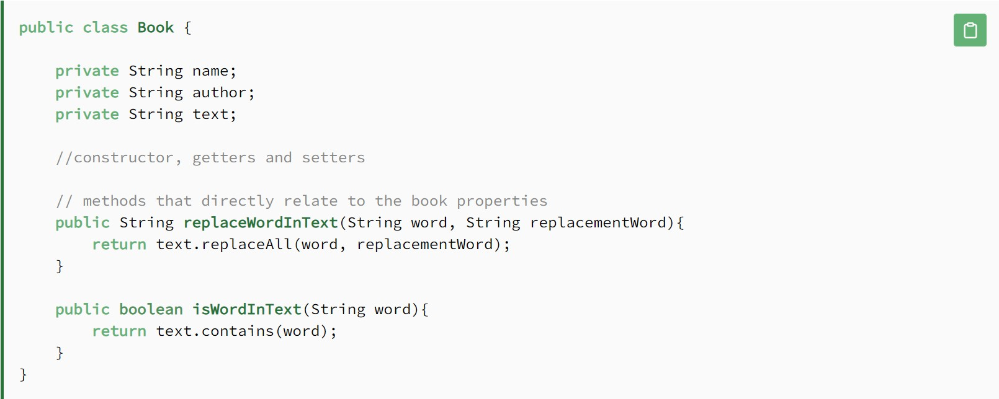 public class Book {
    private String name;
    private String author;
    private String text;
    //constructor, getters and setters
    // methods that directly relate to the book properties
    public String replaceWordInText(String word, String replacementWord){
        return text.replaceAll(word, replacementWord);
    }
    public boolean isWordInText(String word){
        return text.contains(word);
    }
}